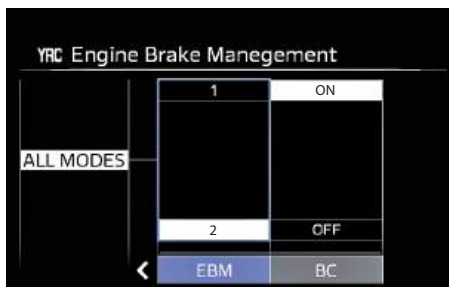 YRC Engine Brake Manegement
1 ON
ALL MODES
2 OFF
EBM BC